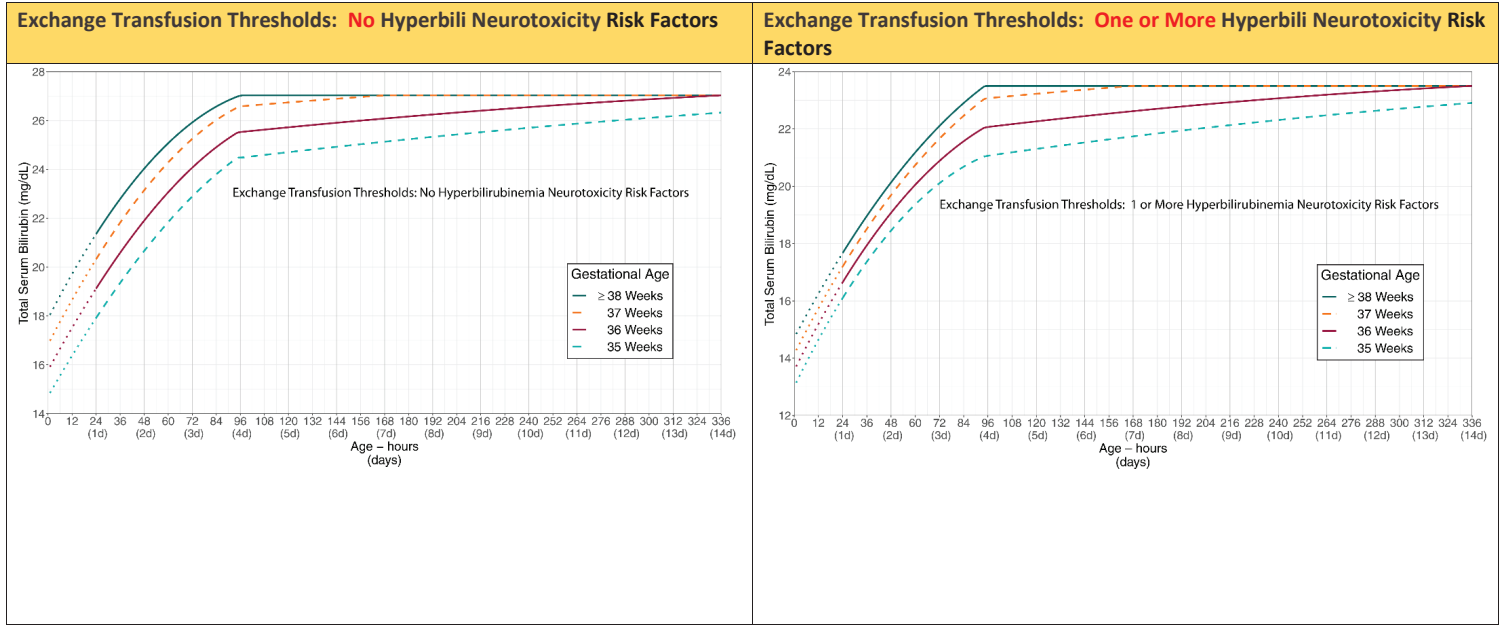 Exchange Transfusion Thresholds: No Hyperbili Neurotoxicity Risk Factors
28
26
24
22
20
18
16
14
Total Serum Bilirubin (mg/dL)
Exchange Transfusion Thresholds: No Hyperbilirubinemia Neurotoxicity Risk Factors
Gestational Age
≥ 38 Weeks
37 Weeks
36 Weeks
35 Weeks
0 12 24 36 48 60 72 84 96 108 120 132 144 156 168 180 192 204 216 228 240 252 264 276 288 300 312 324 336
(1d) (2d) (3d) (4d) (5d) (6d) (7d) (8d) (9d) (10d) (11d) (12d) (13d) (14d)
Age – hours
(days)
Exchange Transfusion Thresholds: One or More Hyperbili Neurotoxicity Risk
Factors
24
22
20
18
16
14
12
Total Serum Bilirubin (mg/dL)
Exchange Transfusion Thresholds: 1 or More Hyperbilirubinemia Neurotoxicity Risk Factors
Gestational Age
≥ 38 Weeks
37 Weeks
36 Weeks
35 Weeks
0 12 24 36 48 60 72 84 96 108 120 132 144 156 168 180 192 204 216 228 240 252 264 276 288 300 312 324 336
(1d) (2d) (3d) (4d) (5d) (6d) (7d) (8d) (9d) (10d) (11d) (12d) (13d) (14d)
Age – hours
(days)